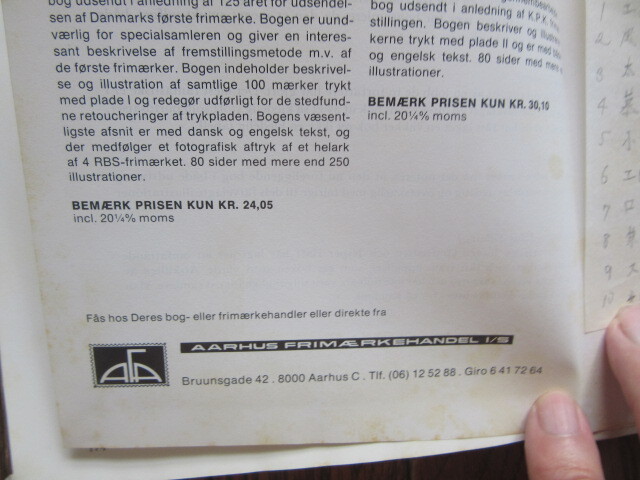 bog udsendt i anledning af 125 året for udsendel-
sen af Danmarks første frimærke. Bogen er uund-
værlig for specialsamleren og giver en interes-
sant beskrivelse af fremstillingsmetode m.v. af
de første frimærker. Bogen indeholder beskrivel-
se og illustration af samtlige 100 mærker trykt
med plade I og redegør udførligt for de stedfund-
ne retoucheringer af trykpladen. Bogens væsent-
ligste afsnit er med dansk og engelsk tekst, og
der medfølger et fotografisk aftryk af et helark
af 4 RBS-frimærket. 80 sider med mere end 250
illustrationer.
BEMÆRK PRISEN KUN KR. 24,05
incl. 20¼% moms
bog udsendt i anledning af K.P.K.
stillingen. Bogen beskriver og
kerne trykt med plade II og er med
og engelsk tekst. 80 sider med mere
illustrationer.
BEMÆRK PRISEN KUN KR. 30,10
incl. 20¼% moms
Fås hos Deres bog- eller frimærkehandler eller direkte fra
AFA
AARHUS FRIMÆRKEHANDEL I/S
Bruunsgade 42 . 8000 Aarhus C . Tlf. (06) 12 52 88 . Giro 6 41 72 64
1
2
3
4
5
6
7
8
9
10